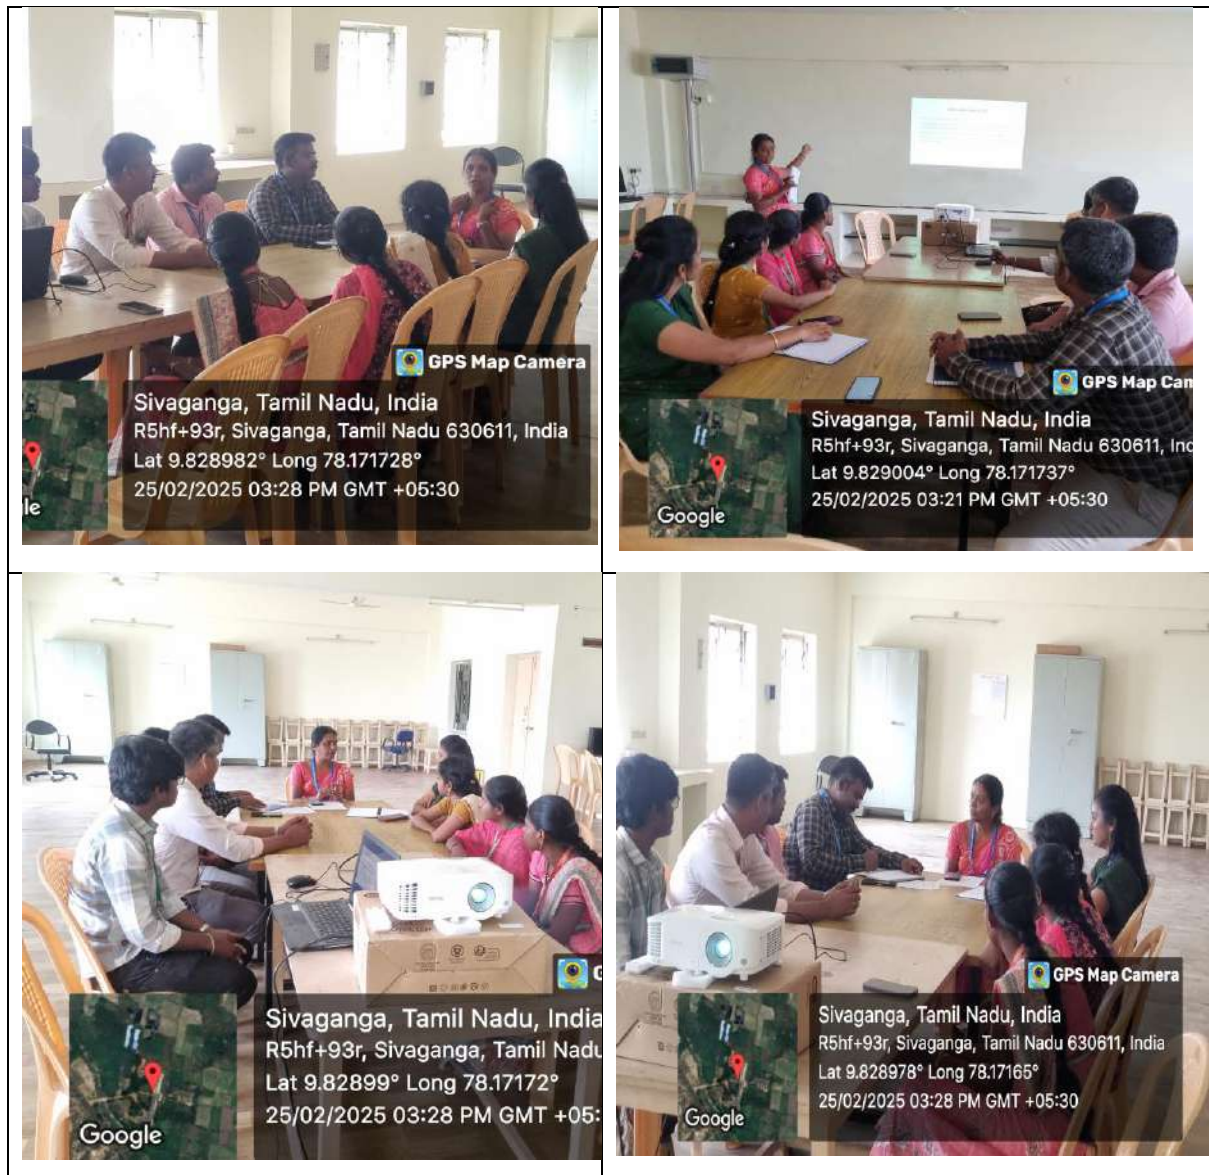 GPS Map Camera
Sivaganga, Tamil Nadu, India
R5hf+93r, Sivaganga, Tamil Nadu 630611, India
Lat 9.828982° Long 78.171728°
25/02/2025 03:28 PM GMT +05:30
le
GPS Map Cam
Sivaganga, Tamil Nadu, India
R5hf+93r, Sivaganga, Tamil Nadu 630611, Ind
Lat 9.829004° Long 78.171737°
25/02/2025 03:21 PM GMT +05:30
Google
G
Sivaganga, Tamil Nadu, India
R5hf+93r, Sivaganga, Tamil Nadu
Lat 9.82899° Long 78.17172°
25/02/2025 03:28 PM GMT +05:
Google
GPS Map Camera
Sivaganga, Tamil Nadu, India
R5hf+93r, Sivaganga, Tamil Nadu 630611, India
Lat 9.828978° Long 78.17165°
25/02/2025 03:28 PM GMT +05:30
Google